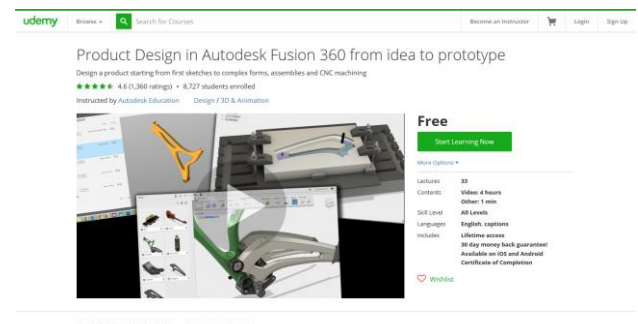 udemy Browse Search for Courses Become an Instructor Login Sign Up
Product Design in Autodesk Fusion 360 from idea to prototype
Design a product starting from first sketches to complex forms, assemblies and CNC machining
4.6 (1,360 ratings) • 8,727 students enrolled
Instructed by Autodesk Education Design / 3D & Animation
Free
Start Learning Now
More Options
Lectures 33
Contents Video: 4 hours
Other: 1 min
Skill Level All Levels
Languages English, captions
Includes Lifetime access
30 day money back guarantee!
Available on iOS and Android
Certificate of Completion
Wishlist